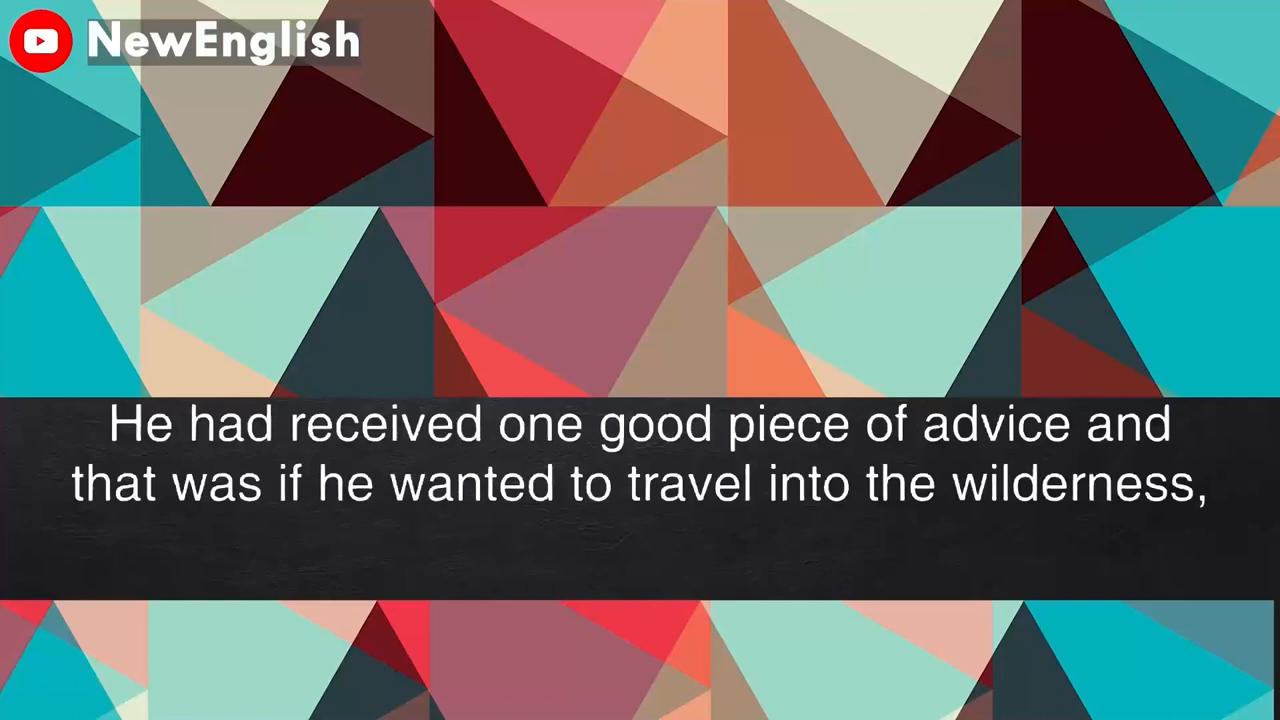 NewEnglish
He had received one good piece of advice and
that was if he wanted to travel into the wilderness,